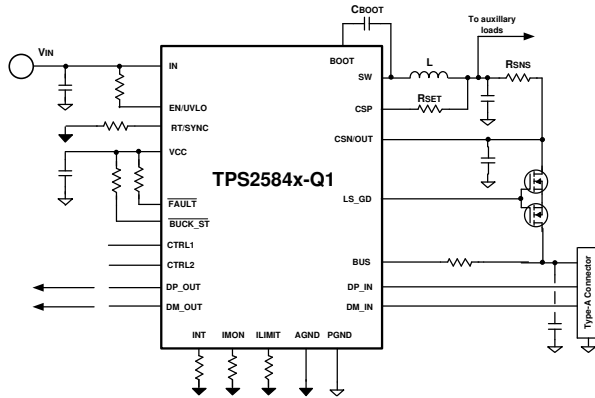 CBOOT
To auxillary
loads
VIN
IN
BOOT
SW
L
RSNS
EN/UVLO
CSP
RSET
RT/SYNC
CSN/OUT
VCC
TPS2584x-Q1
FAULT
LS_GD
BUCK_ST
CTRL1
CTRL2
BUS
DP_OUT
DP_IN
DM_OUT
DM_IN
Type-A Connector
INT
IMON
ILIMIT
AGND
PGND